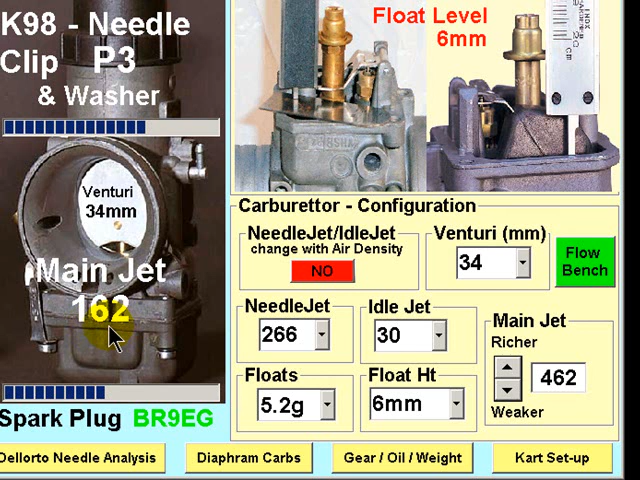 K98 - Needle
Clip P3
& Washer
Float Level
6mm
INOX
cm
Venturi
34mm
Main Jet
162
Spark Plug BR9EG
Carburettor - Configuration
NeedleJet/IdleJet
change with Air Density
NO
Venturi (mm)
34
Flow
Bench
NeedleJet
266
Idle Jet
30
Main Jet
Richer
462
Weaker
Floats
5.2g
Float Ht
6mm
Dellorto Needle Analysis
Diaphram Carbs
Gear / Oil / Weight
Kart Set-up